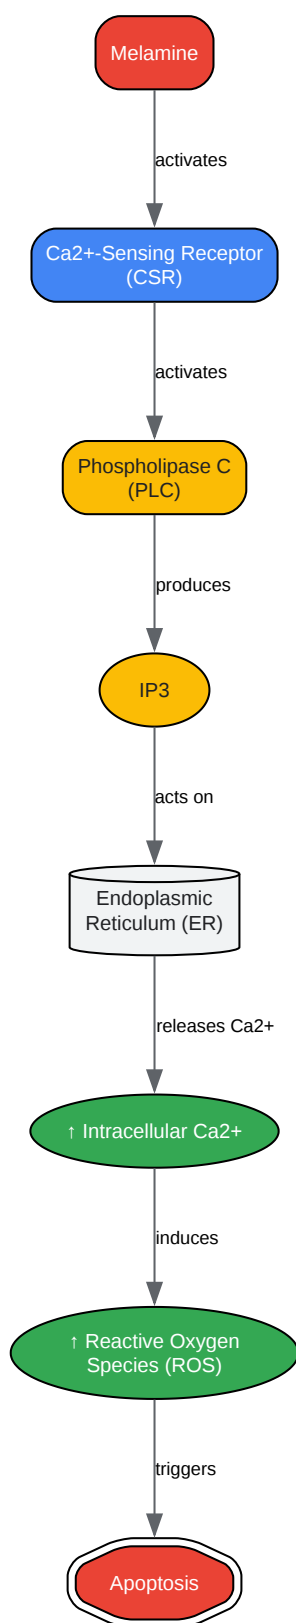 Melamine
activates
Ca2+-Sensing Receptor
(CSR)
activates
Phospholipase C
(PLC)
produces
IP3
acts on
Endoplasmic
Reticulum (ER)
releases Ca2+
↑ Intracellular Ca2+
induces
↑ Reactive Oxygen
Species (ROS)
triggers
Apoptosis